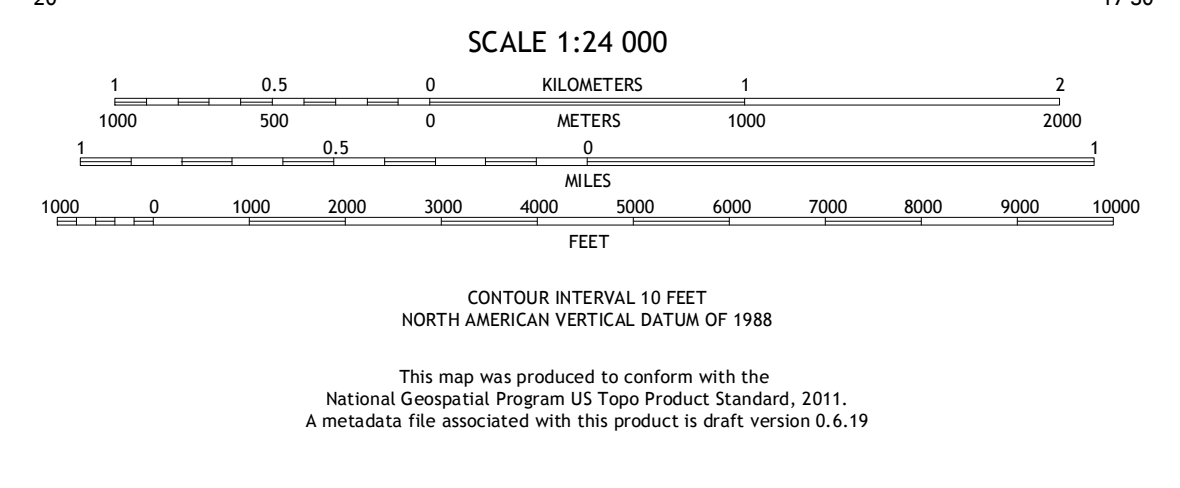 SCALE 1:24 000
1 0.5 0 KILOMETERS 1 2
1000 500 0 METERS 1000 2000
1 0.5 0 1
MILES
1000 0 1000 2000 3000 4000 5000 6000 7000 8000 9000 10000
FEET
CONTOUR INTERVAL 10 FEET
NORTH AMERICAN VERTICAL DATUM OF 1988
This map was produced to conform with the
National Geospatial Program US Topo Product Standard, 2011.
A metadata file associated with this product is draft version 0.6.19